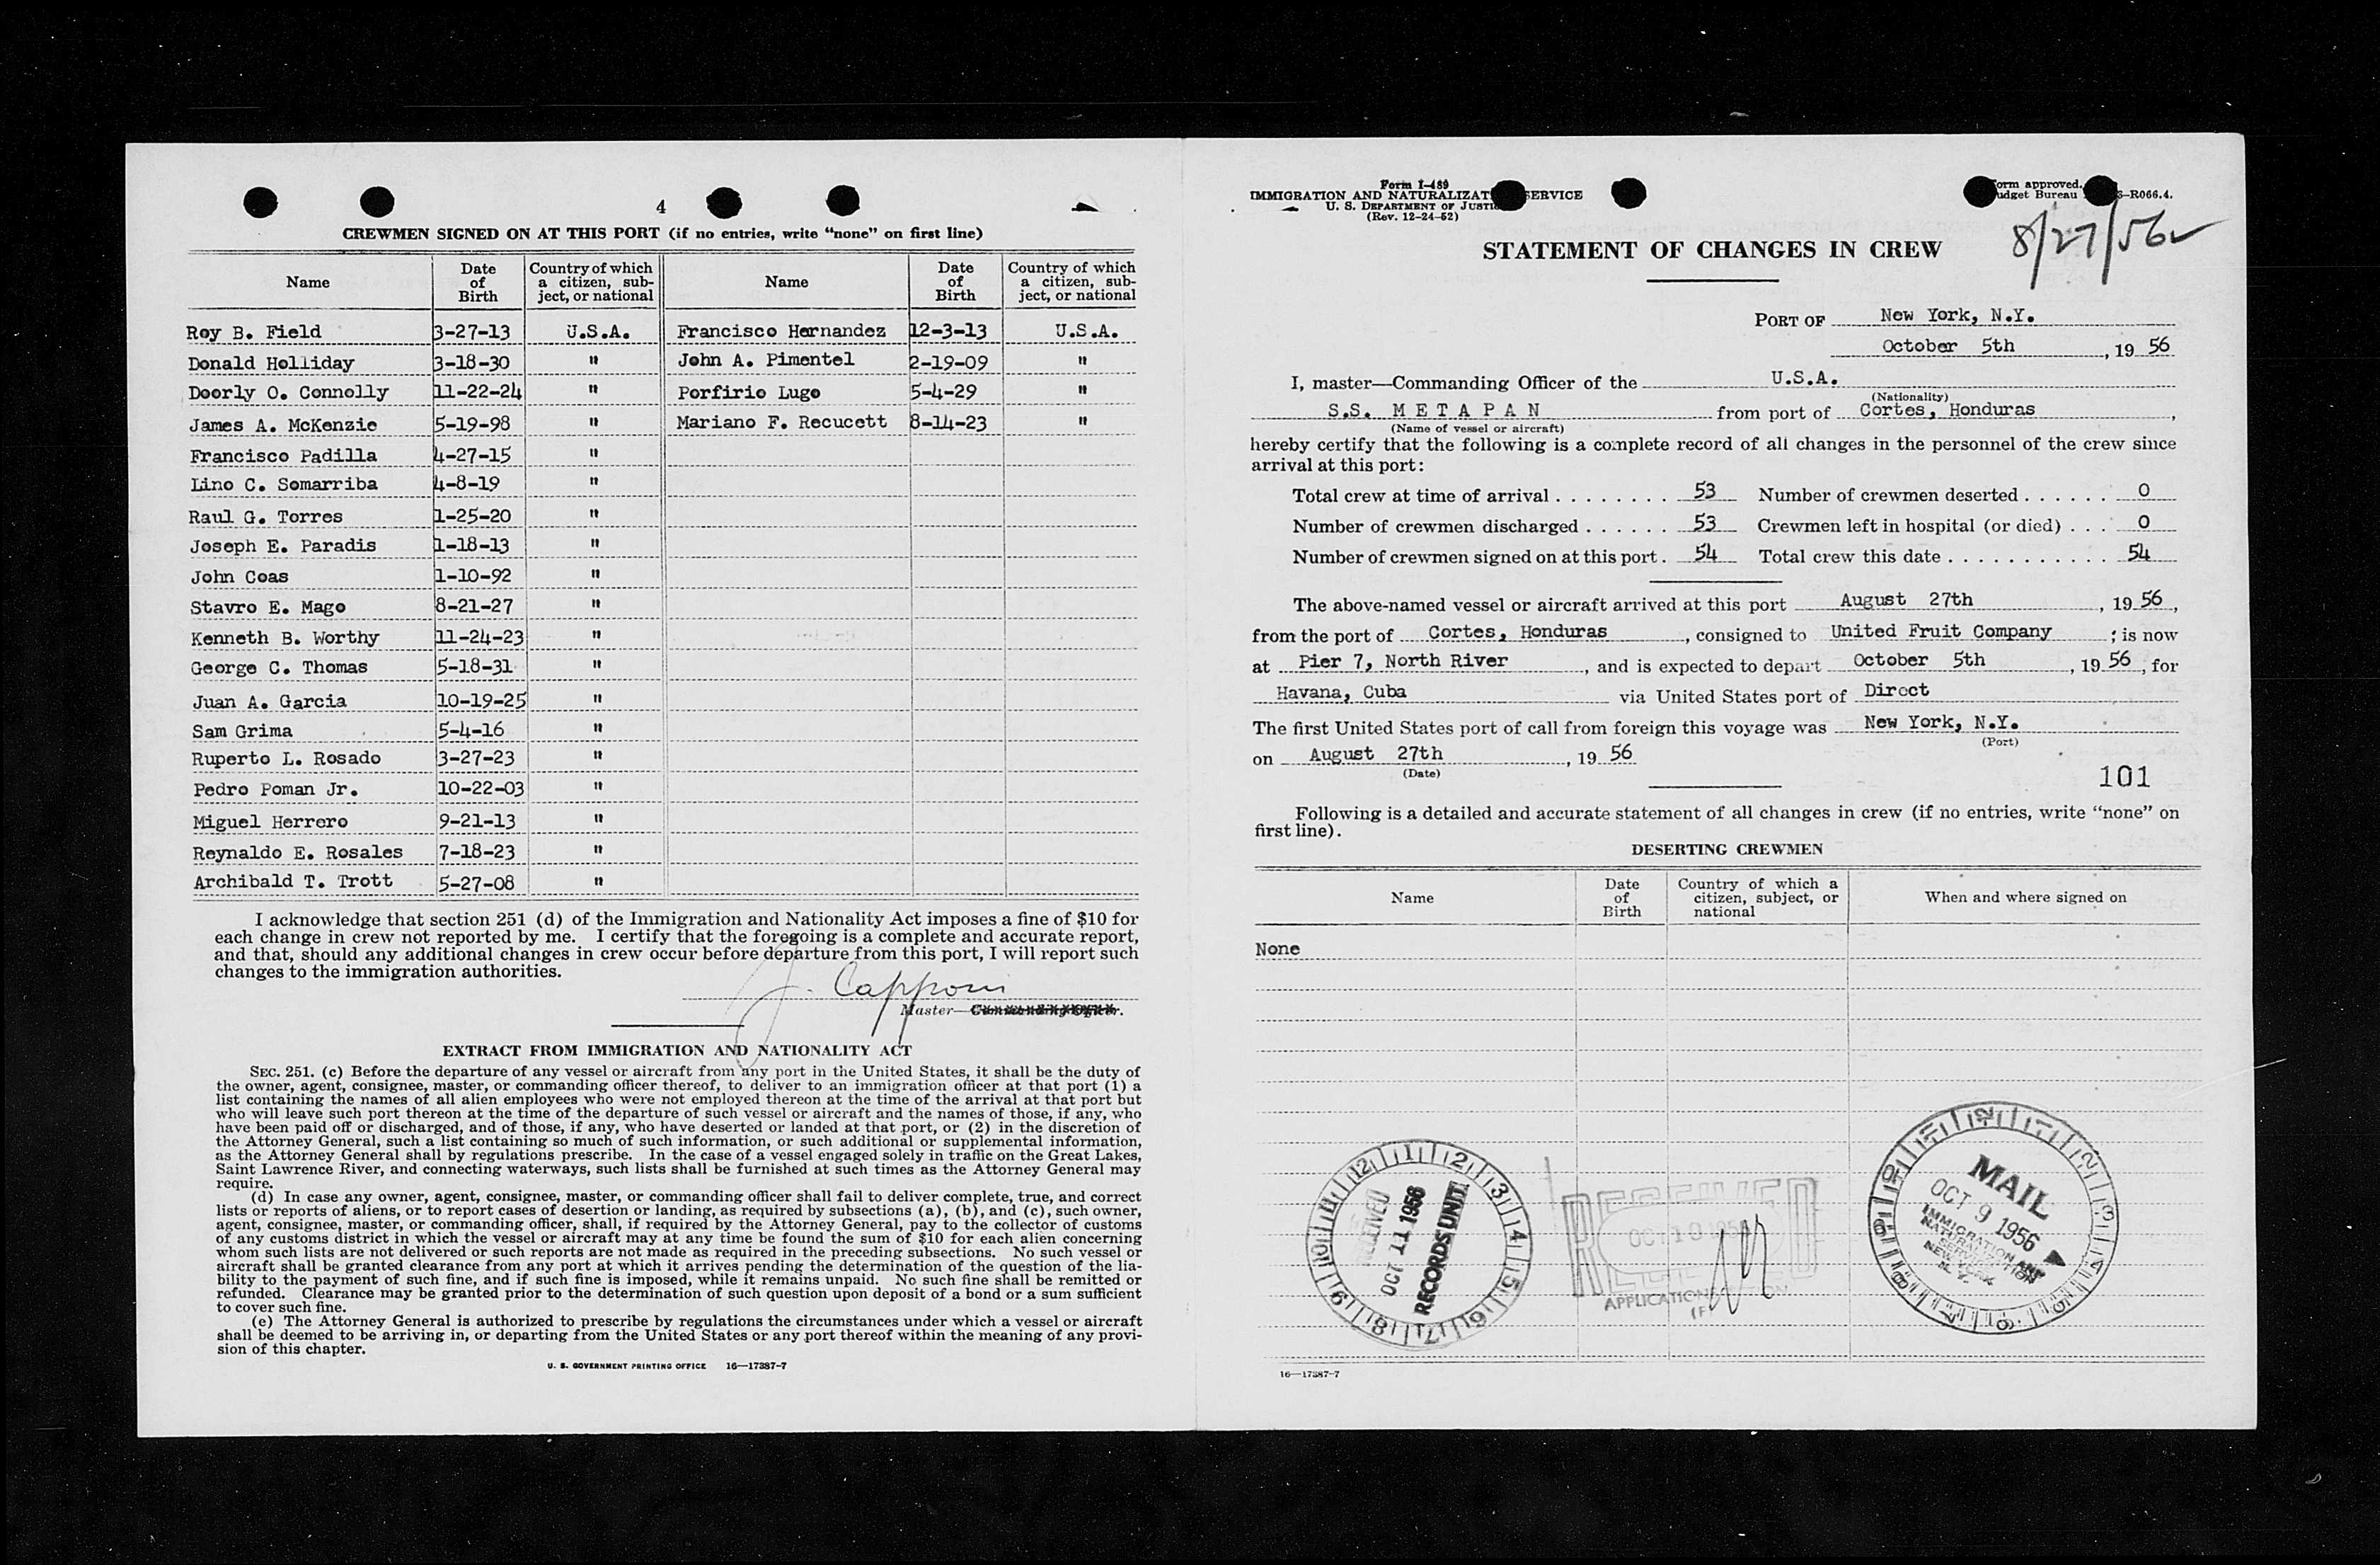 4
CREWMEN SIGNED ON AT THIS PORT (if no entries, write "none" on first line)
Name Date of Birth Country of which a citizen, subject, or national Name Date of Birth Country of which a citizen, subject, or national
Roy B. Field 3-27-13 U.S.A. Francisco Hernandez 12-3-13 U.S.A.
Donald Holliday 3-18-30 " John A. Pimentel 2-19-09 "
Doorly O. Connolly 11-22-24 " Porfirio Lugo 5-4-29 "
James A. McKenzie 5-19-98 " Mariano F. Recucett 8-14-23 "
Francisco Padilla 4-27-15 "
Lino C. Somarriba 4-8-19 "
Raul G. Torres 1-25-20 "
Joseph E. Paradis 1-18-13 "
John Coas 1-10-92 "
Stavro E. Mago 8-21-27 "
Kenneth B. Worthy 11-24-23 "
George C. Thomas 5-18-31 "
Juan A. Garcia 10-19-25 "
Sam Grima 5-4-16 "
Ruperto L. Rosado 3-27-23 "
Pedro Poman Jr. 10-22-03 "
Miguel Herrero 9-21-13 "
Reynaldo E. Rosales 7-18-23 "
Archibald T. Trott 5-27-08 "
I acknowledge that section 251 (d) of the Immigration and Nationality Act imposes a fine of $10 for
each change in crew not reported by me. I certify that the foregoing is a complete and accurate report,
and that, should any additional changes in crew occur before departure from this port, I will report such
changes to the immigration authorities.
J. Capponi
Master—Commanding Officer.
EXTRACT FROM IMMIGRATION AND NATIONALITY ACT
SEC. 251. (c) Before the departure of any vessel or aircraft from any port in the United States, it shall be the duty of
the owner, agent, consignee, master, or commanding officer thereof, to deliver to an immigration officer at that port (1) a
list containing the names of all alien employees who were not employed thereon at the time of the arrival at that port but
who will leave such port thereon at the time of the departure of such vessel or aircraft and the names of those, if any, who
have been paid off or discharged, and of those, if any, who have deserted or landed at that port, or (2) in the discretion of
the Attorney General, such a list containing so much of such information, or such additional or supplemental information,
as the Attorney General shall by regulations prescribe. In the case of a vessel engaged solely in traffic on the Great Lakes,
Saint Lawrence River, and connecting waterways, such lists shall be furnished at such times as the Attorney General may
require.
(d) In case any owner, agent, consignee, master, or commanding officer shall fail to deliver complete, true, and correct
lists or reports of aliens, or to report cases of desertion or landing, as required by subsections (a), (b), and (c), such owner,
agent, consignee, master, or commanding officer, shall, if required by the Attorney General, pay to the collector of customs
of any customs district in which the vessel or aircraft may at any time be found the sum of $10 for each alien concerning
whom such lists are not delivered or such reports are not made as required in the preceding subsections. No such vessel or
aircraft shall be granted clearance from any port at which it arrives pending the determination of the question of the lia-
bility to the payment of such fine, and if such fine is imposed, while it remains unpaid. No such fine shall be remitted or
refunded. Clearance may be granted prior to the determination of such question upon deposit of a bond or a sum sufficient
to cover such fine.
(e) The Attorney General is authorized to prescribe by regulations the circumstances under which a vessel or aircraft
shall be deemed to be arriving in, or departing from the United States or any port thereof within the meaning of any provi-
sion of this chapter.
U. S. GOVERNMENT PRINTING OFFICE 16—17387-7
Form I-489
IMMIGRATION AND NATURALIZAT SERVICE
U. S. DEPARTMENT OF JUSTI
(Rev. 12-24-52)
orm approved.
udget Bureau -R066.4.
8/27/56
STATEMENT OF CHANGES IN CREW
PORT OF New York, N.Y.
October 5th, 19 56
I, master—Commanding Officer of the U.S.A.
(Nationality)
S.S. METAPAN from port of Cortes, Honduras,
(Name of vessel or aircraft)
hereby certify that the following is a complete record of all changes in the personnel of the crew since
arrival at this port:
Total crew at time of arrival 53 Number of crewmen deserted 0
Number of crewmen discharged 53 Crewmen left in hospital (or died) 0
Number of crewmen signed on at this port. 54 Total crew this date 54
The above-named vessel or aircraft arrived at this port August 27th, 19 56,
from the port of Cortes, Honduras, consigned to United Fruit Company; is now
at Pier 7, North River, and is expected to depart October 5th, 19 56, for
Havana, Cuba via United States port of Direct
The first United States port of call from foreign this voyage was New York, N.Y.
(Port)
on August 27th, 19 56
(Date)
101
Following is a detailed and accurate statement of all changes in crew (if no entries, write "none" on
first line).
DESERTING CREWMEN
Name Date of Birth Country of which a citizen, subject, or national When and where signed on
None
RECEIVED
OCT 11 1956
RECORDS UNIT
RECEIVED
OCT 10 1956
APPLICATION
MAIL
OCT 9 1956
IMMIGRATION AND
NATURALIZATION
SERVICE
NEW YORK
N. Y.
16—17387-7